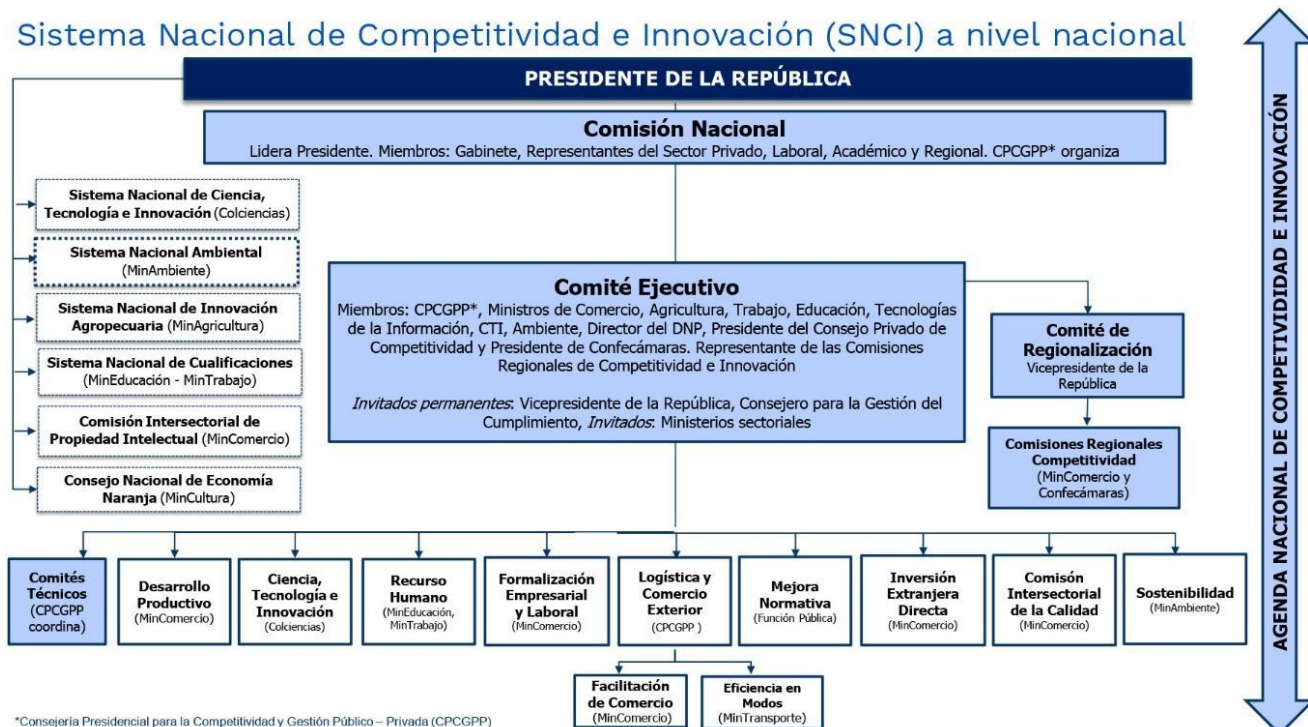 Sistema Nacional de Competitividad e Innovación (SNCI) a nivel nacional
PRESIDENTE DE LA REPÚBLICA
Comisión Nacional
Lidera Presidente. Miembros: Gabinete, Representantes del Sector Privado, Laboral, Académico y Regional. CPCGPP* organiza
Sistema Nacional de Ciencia,
Tecnología e Innovación (Colciencias)
Sistema Nacional Ambiental
(MinAmbiente)
Sistema Nacional de Innovación
Agropecuaria (MinAgricultura)
Sistema Nacional de Cualificaciones
(MinEducación - MinTrabajo)
Comisión Intersectorial de
Propiedad Intelectual (MinComercio)
Consejo Nacional de Economía
Naranja (MinCultura)
Comité Ejecutivo
Miembros: CPCGPP*, Ministros de Comercio, Agricultura, Trabajo, Educación, Tecnologías
de la Información, CTI, Ambiente, Director del DNP, Presidente del Consejo Privado de
Competitividad y Presidente de Confecámaras. Representante de las Comisiones
Regionales de Competitividad e Innovación
Invitados permanentes: Vicepresidente de la República, Consejero para la Gestión del
Cumplimiento, Invitados: Ministerios sectoriales
Comité de
Regionalización
Vicepresidente de la
República
Comisiones Regionales
Competitividad
(MinComercio y
Confecámaras)
Comités
Técnicos
(CPCGPP
coordina)
Desarrollo
Productivo
(MinComercio)
Ciencia,
Tecnología e
Innovación
(Colciencias)
Recurso
Humano
(MinEducación,
MinTrabajo)
Formalización
Empresarial
y Laboral
(MinComercio)
Logística y
Comercio
Exterior
(CPCGPP )
Mejora
Normativa
(Función Pública)
Inversión
Extranjera
Directa
(MinComercio)
Comisón
Intersectorial
de la Calidad
(MinComercio)
Sostenibilidad
(MinAmbiente)
Facilitación
de Comercio
(MinComercio)
Eficiencia en
Modos
(MinTransporte)
*Consejería Presidencial para la Competitividad y Gestión Público – Privada (CPCGPP)
AGENDA NACIONAL DE COMPETIVIDIDAD E INNOVACIÓN